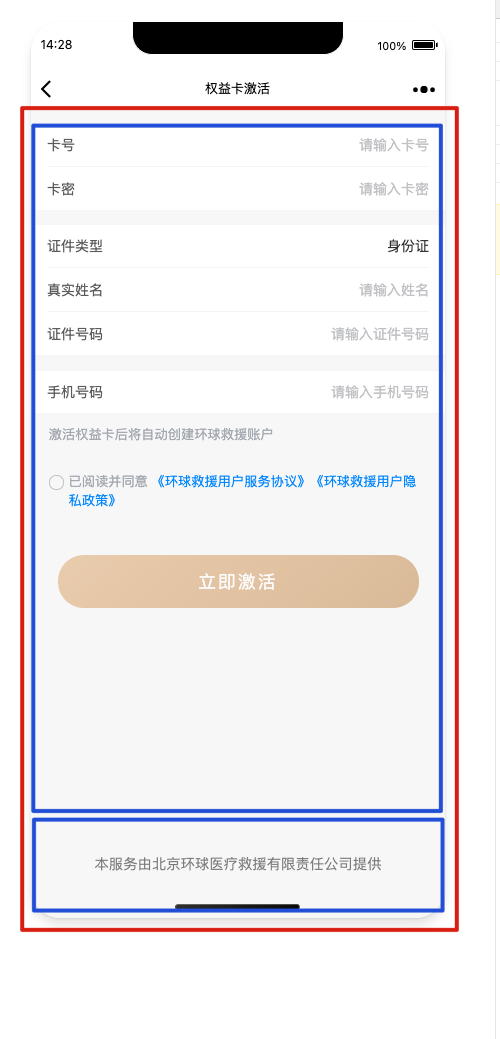 14:28
100%
权益卡激活
卡号 请输入卡号
卡密 请输入卡密
证件类型 身份证
真实姓名 请输入姓名
证件号码 请输入证件号码
手机号码 请输入手机号码
激活权益卡后将自动创建环球救援账户
已阅读并同意 《环球救援用户服务协议》《环球救援用户隐
私政策》
立即激活
本服务由北京环球医疗救援有限责任公司提供